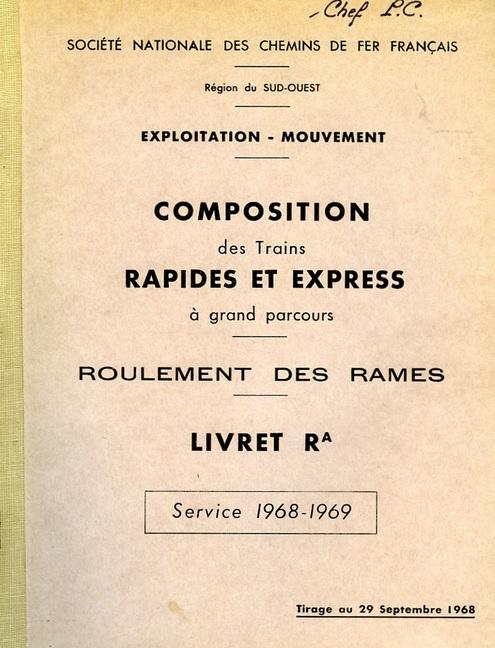 Chef P.C.
SOCIÉTÉ NATIONALE DES CHEMINS DE FER FRANÇAIS
Région du SUD-OUEST
EXPLOITATION - MOUVEMENT
COMPOSITION
des Trains
RAPIDES ET EXPRESS
à grand parcours
ROULEMENT DES RAMES
LIVRET Rᴬ
Service 1968-1969
Tirage au 29 Septembre 1968